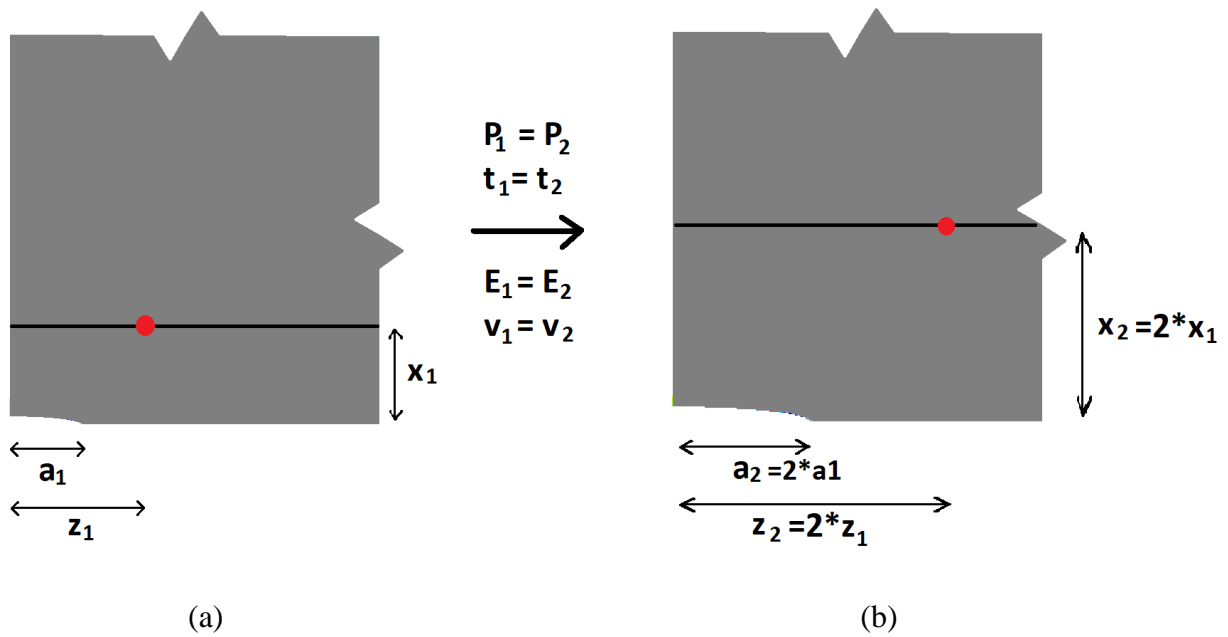 P₁ = P₂
t₁ = t₂
E₁ = E₂
v₁ = v₂
x₁
a₁
z₁
x₂ =2*x₁
a₂ =2*a1
z₂ =2*z₁
(a)
(b)